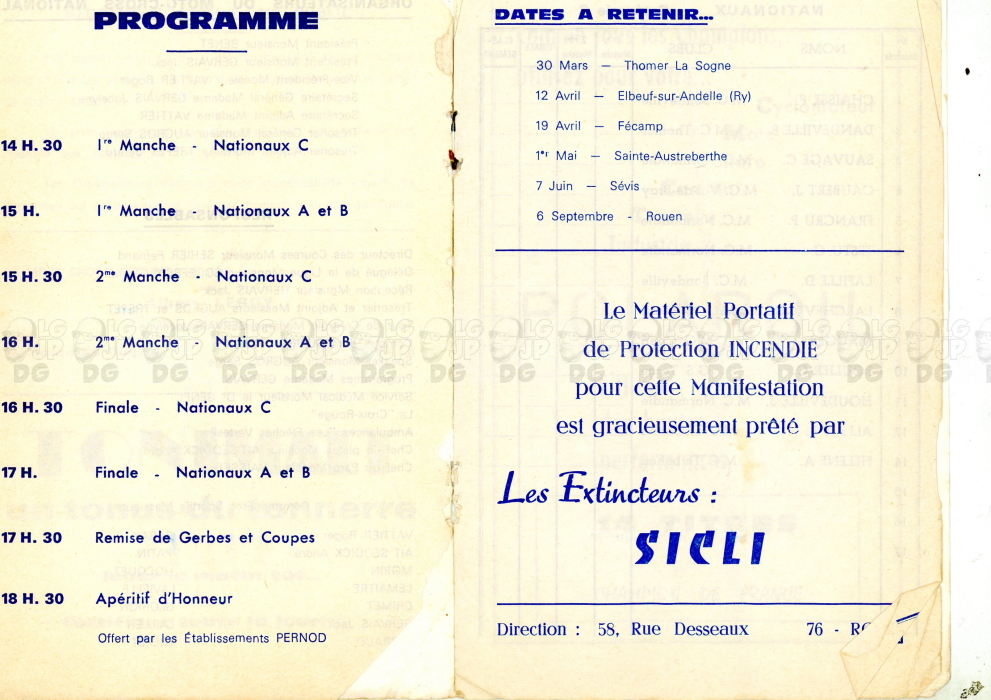 PROGRAMME
14 H. 30 1re Manche - Nationaux C
15 H. 1re Manche - Nationaux A et B
15 H. 30 2me Manche - Nationaux C
16 H. 2me Manche - Nationaux A et B
16 H. 30 Finale - Nationaux C
17 H. Finale - Nationaux A et B
17 H. 30 Remise de Gerbes et Coupes
18 H. 30 Apéritif d'Honneur
Offert par les Établissements PERNOD
DATES A RETENIR...
30 Mars — Thomer La Sogne
12 Avril — Elbeuf-sur-Andelle (Ry)
19 Avril — Fécamp
1er Mai — Sainte-Austreberthe
7 Juin — Sévis
6 Septembre - Rouen
Le Matériel Portatif
de Protection INCENDIE
pour cette Manifestation
est gracieusement prêté par
Les Extincteurs :
SICLI
Direction : 58, Rue Desseaux 76 -